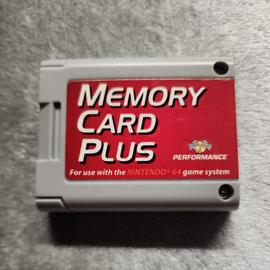 MEMORY
CARD
PLUS
PERFORMANCE
For use with the NINTENDO® 64 game system